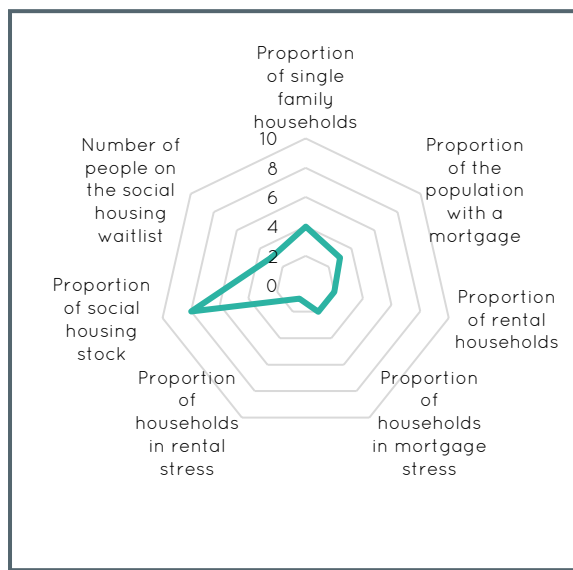 Proportion
of single
family
households
Number of
people on
the social
housing
waitlist
Proportion
of the
population
with a
mortgage
10
8
6
4
2
0
Proportion
of social
housing
stock
Proportion
of rental
households
Proportion
of
households
in rental
stress
Proportion
of
households
in mortgage
stress